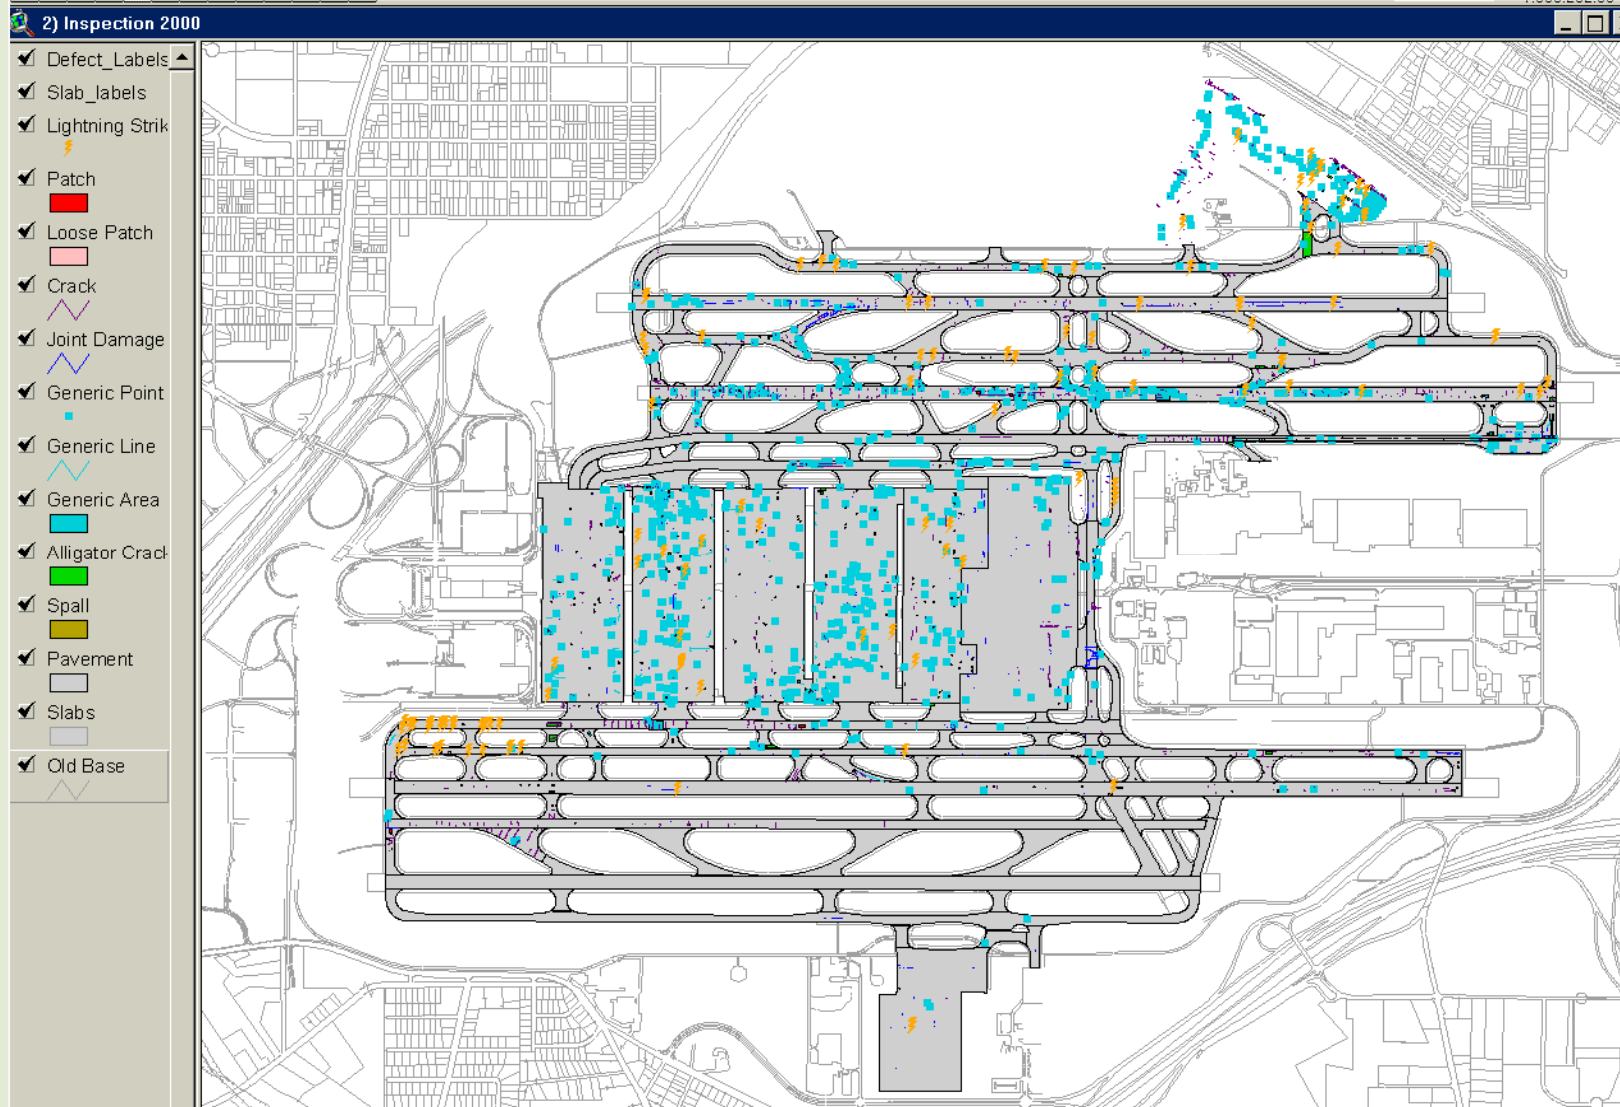 2) Inspection 2000
Defect_Labels
Slab_labels
Lightning Strik
Patch
Loose Patch
Crack
Joint Damage
Generic Point
Generic Line
Generic Area
Alligator Crack
Spall
Pavement
Slabs
Old Base